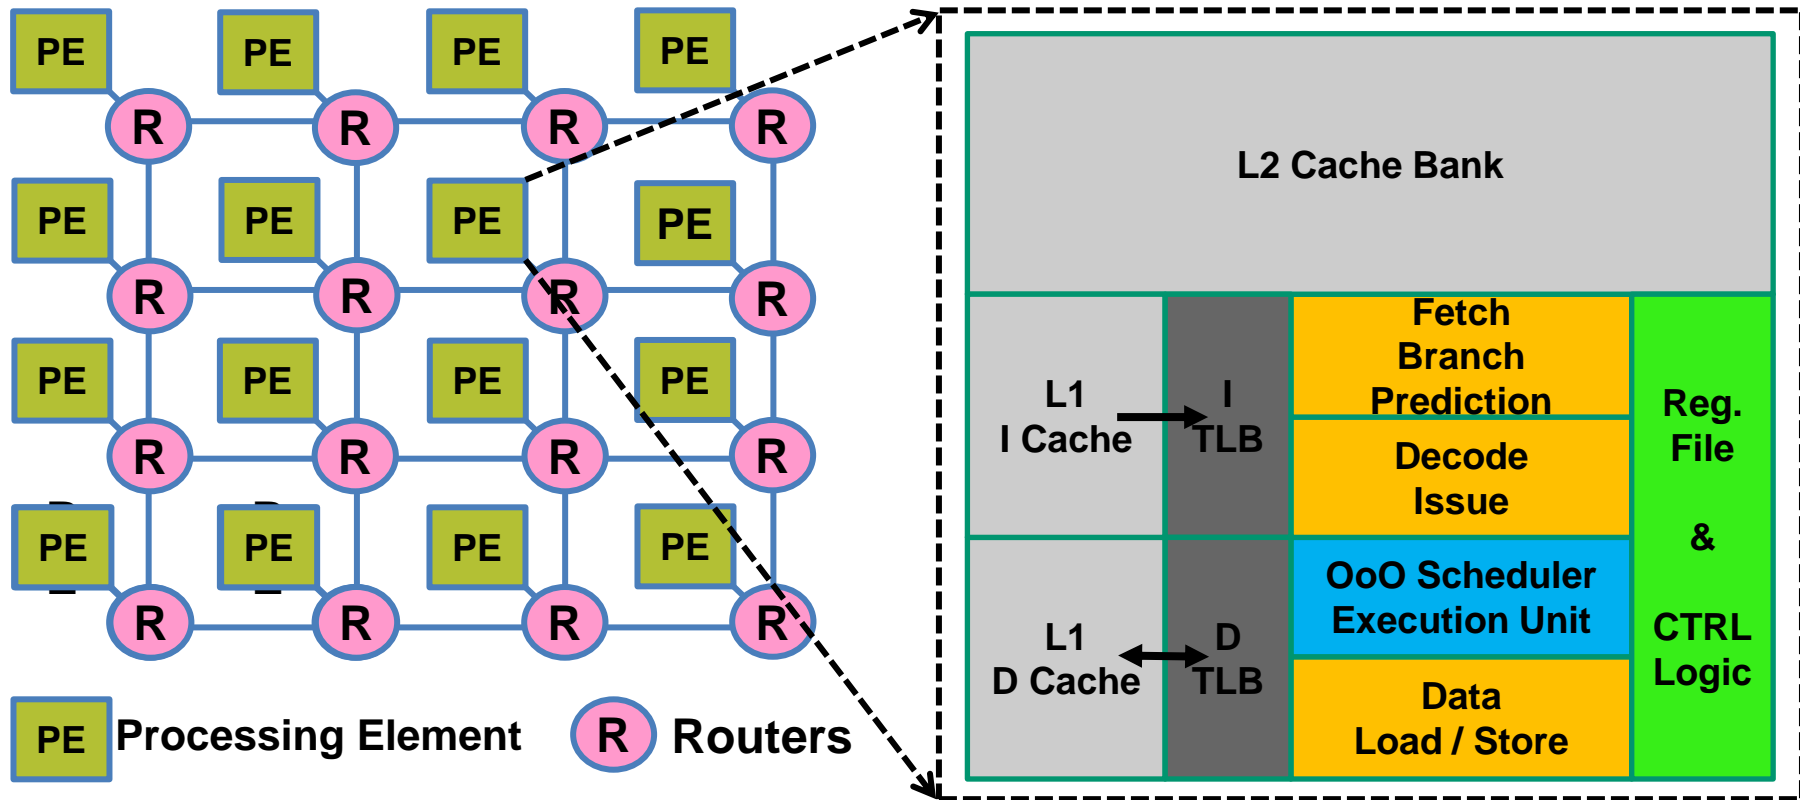 PE PE PE PE
R R R R
PE PE PE PE
R R R R
PE PE PE PE
R R R R
PE PE PE PE
R R R R
PE Processing Element R Routers
L2 Cache Bank
L1
I Cache
I
TLB
Fetch
Branch
Prediction
Decode
Issue
L1
D Cache
D
TLB
OoO Scheduler
Execution Unit
Data
Load / Store
Reg.
File
&
CTRL
Logic